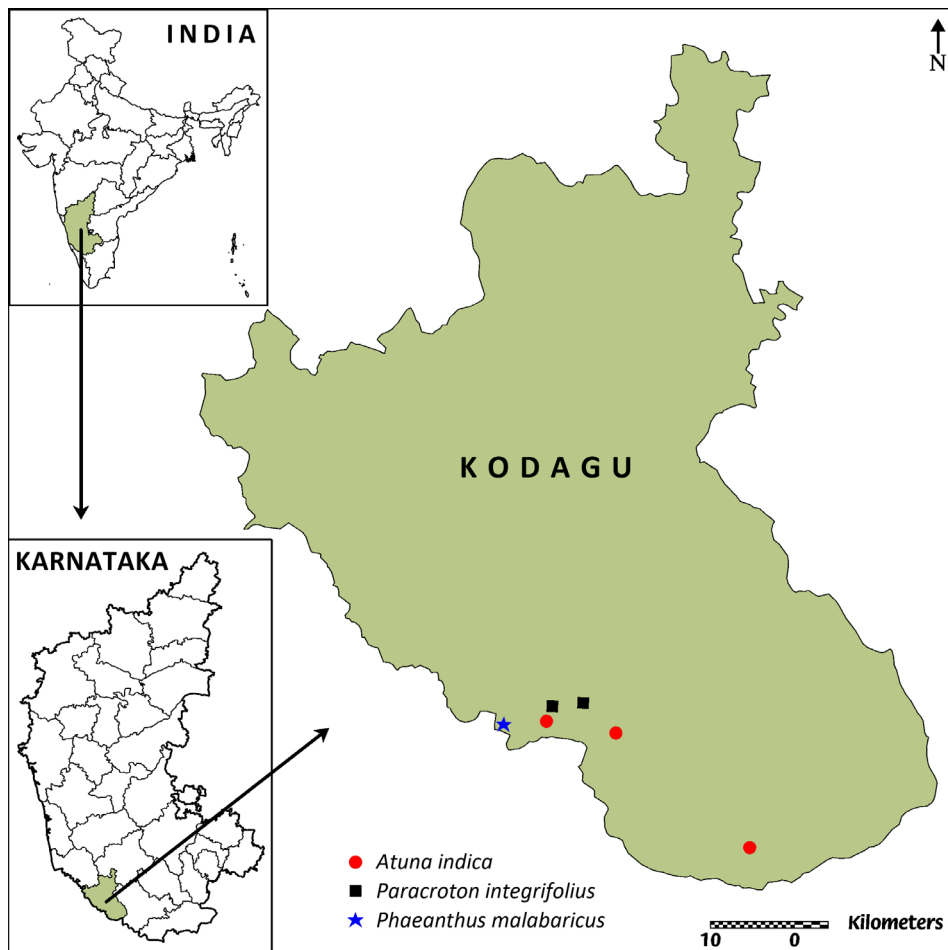 INDIA
N
KODAGU
KARNATAKA
Atuna indica
Paracroton integrifolius
Phaeanthus malabaricus
Kilometers
10 0